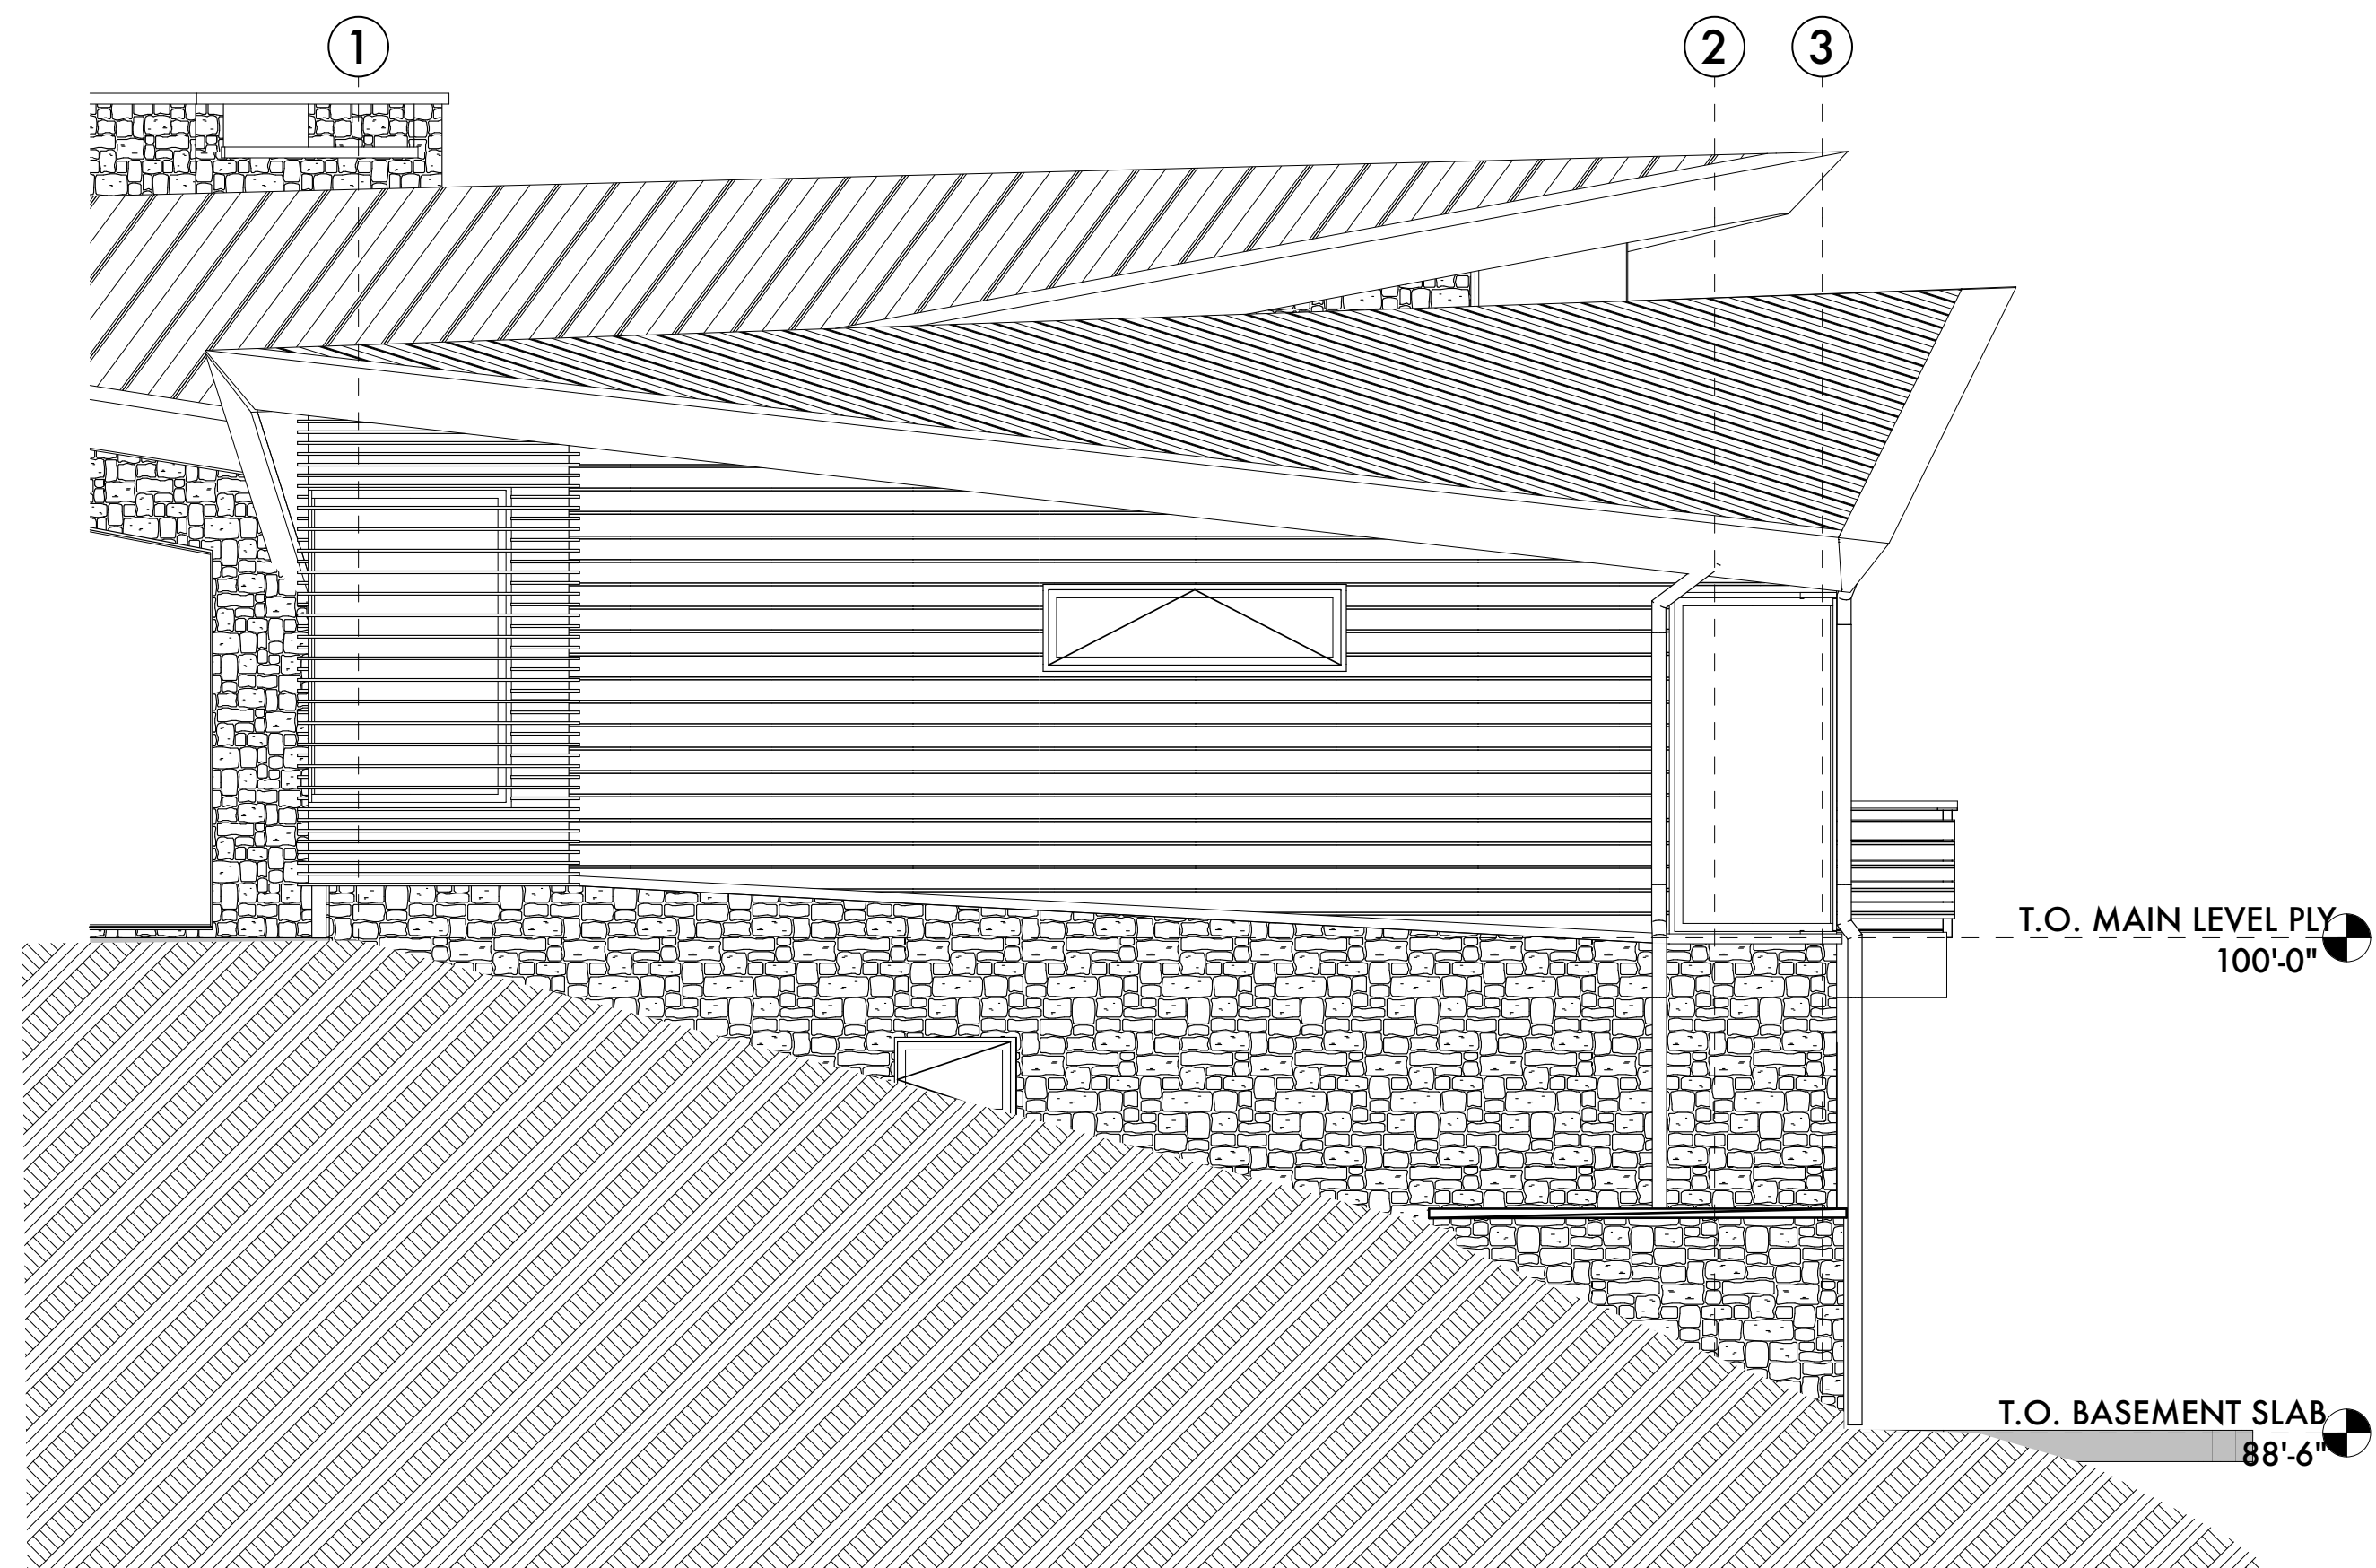 1
2
3
T.O. MAIN LEVEL PLY
100'-0"
T.O. BASEMENT SLAB
88'-6"